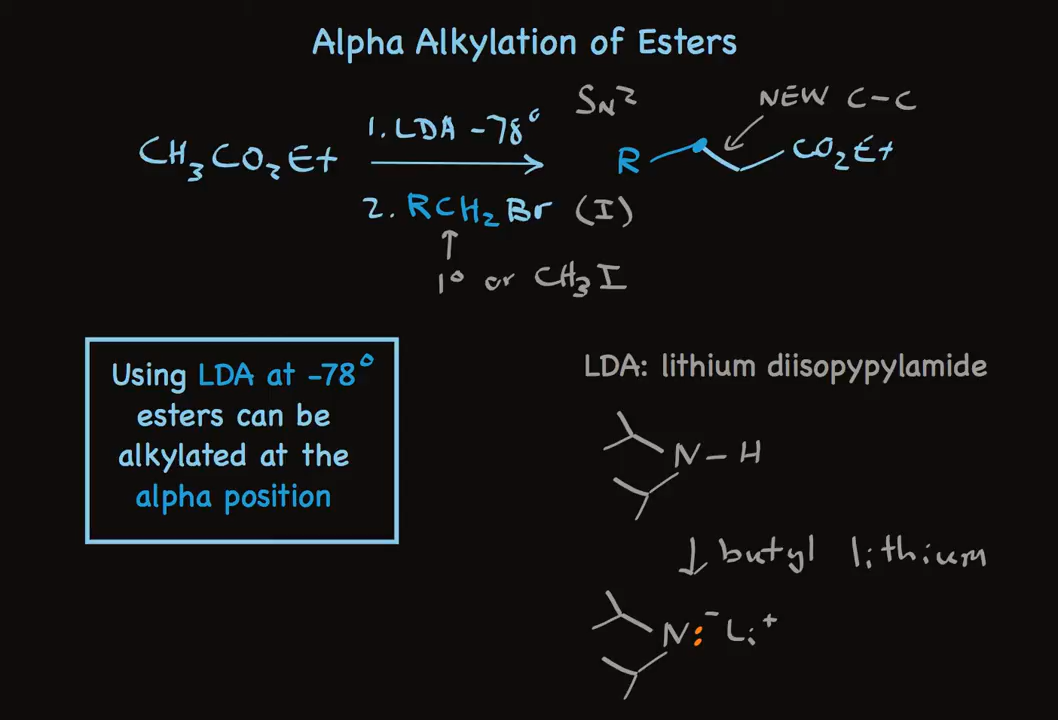 Alpha Alkylation of Esters
CH₃CO₂Et
1. LDA -78°
2. RCH₂Br (I)
1° or CH₃I
SN2
NEW C-C
R
CO₂Et
Using LDA at -78°
esters can be
alkylated at the
alpha position
LDA: lithium diisopypylamide
N-H
butyl lithium
N:⁻ Li⁺